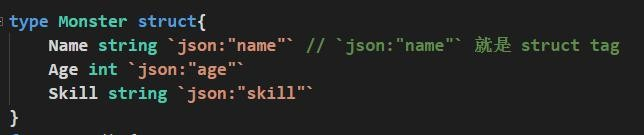 type Monster struct{
Name string `json:"name"` // `json:"name"` 就是 struct tag
Age int `json:"age"`
Skill string `json:"skill"`
}